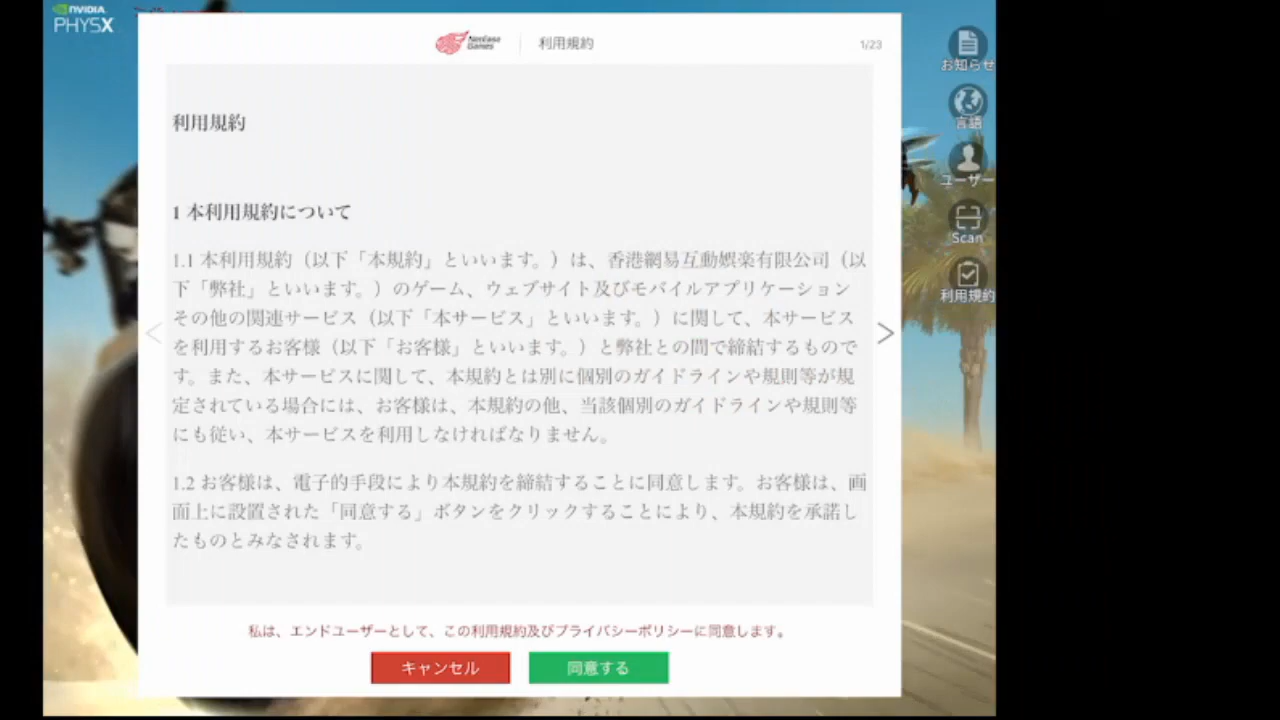 NVIDIA
PHYSX
NetEase Games
利用規約
1/23
利用規約
1 本利用規約について
1.1 本利用規約（以下「本規約」といいます。）は、香港網易互動娯楽有限公司（以
下「弊社」といいます。）のゲーム、ウェブサイト及びモバイルアプリケーション
その他の関連サービス（以下「本サービス」といいます。）に関して、本サービス
を利用するお客様（以下「お客様」といいます。）と弊社との間で締結するもので
す。また、本サービスに関して、本規約とは別に個別のガイドラインや規則等が規
定されている場合には、お客様は、本規約の他、当該個別のガイドラインや規則等
にも従い、本サービスを利用しなければなりません。
1.2 お客様は、電子的手段により本規約を締結することに同意します。お客様は、画
面上に設置された「同意する」ボタンをクリックすることにより、本規約を承諾し
たものとみなされます。
私は、エンドユーザーとして、この利用規約及びプライバシーポリシーに同意します。
キャンセル
同意する
お知らせ
言語
ユーザー
Scan
利用規約